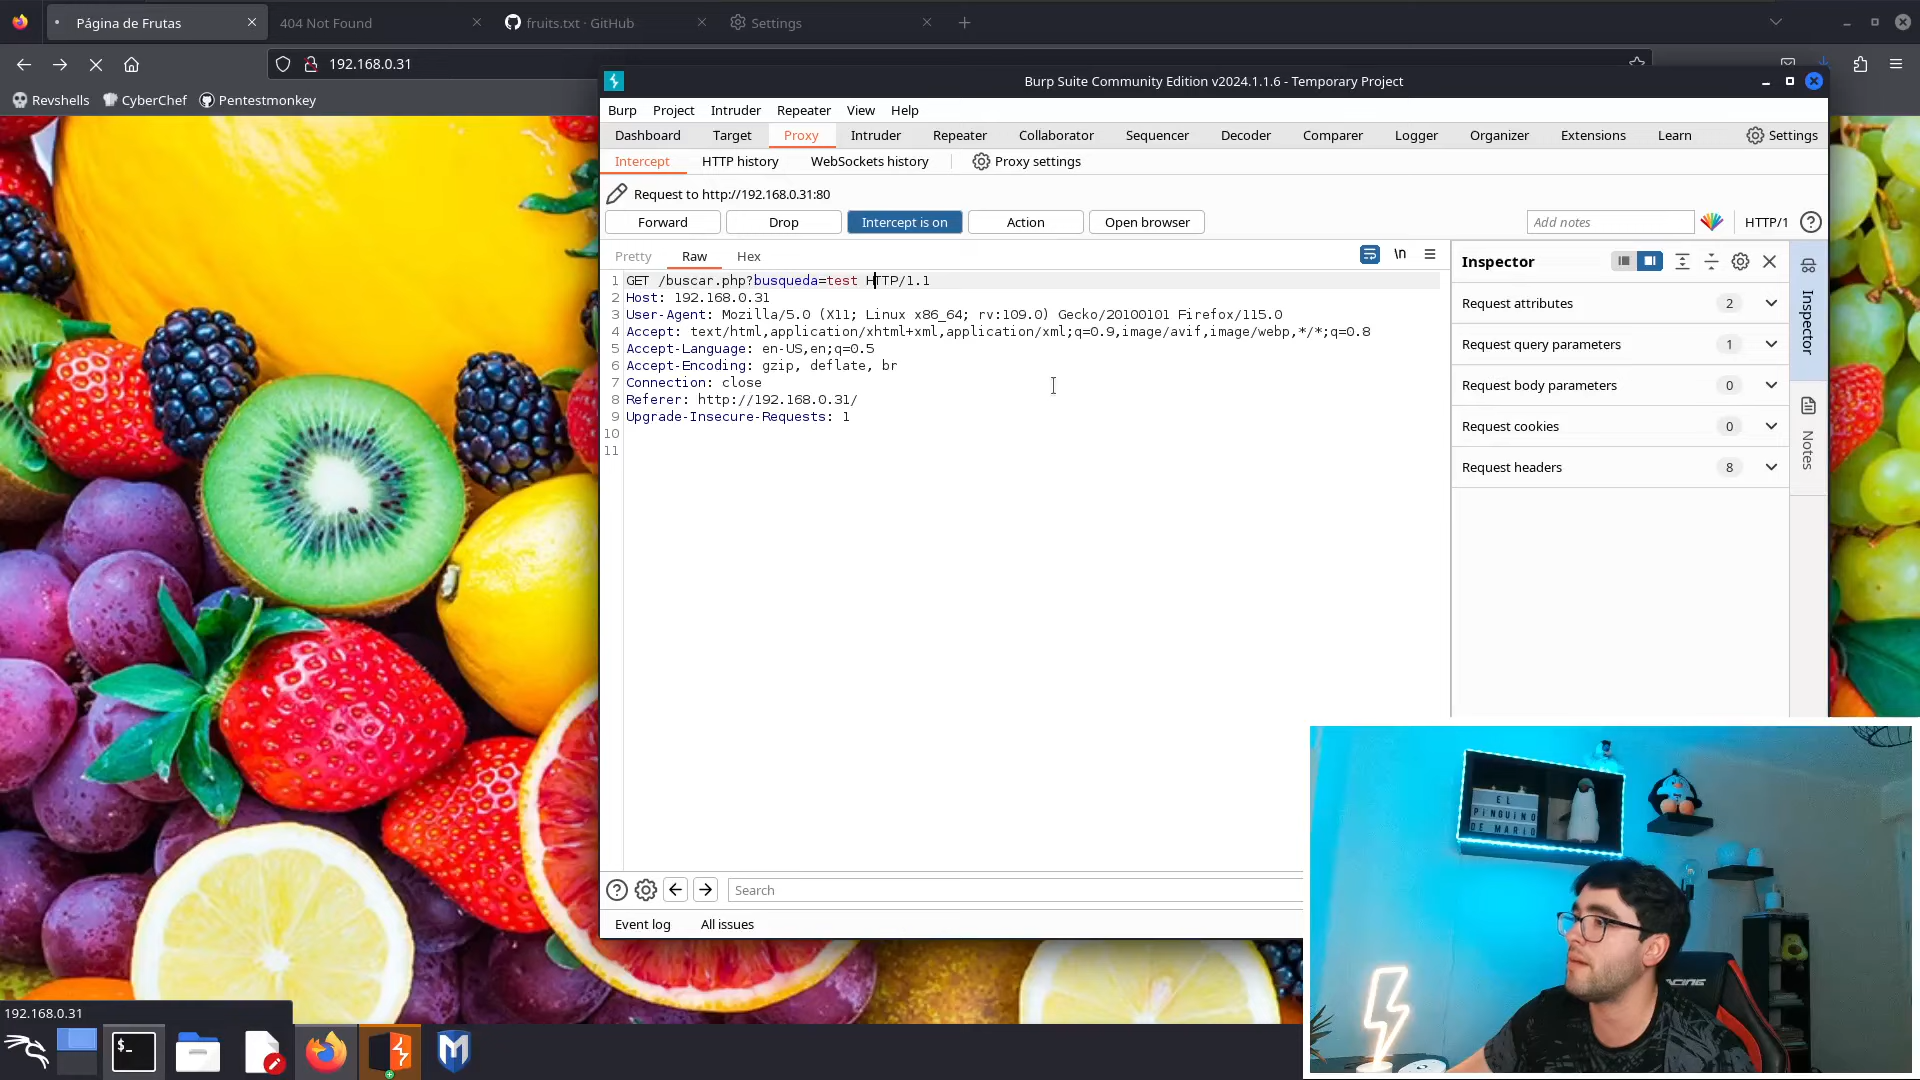 Página de Frutas
404 Not Found
fruits.txt · GitHub
Settings
192.168.0.31
Revshells
CyberChef
Pentestmonkey
Burp Suite Community Edition v2024.1.1.6 - Temporary Project
Burp Project Intruder Repeater View Help
Dashboard Target Proxy Intruder Repeater Collaborator Sequencer Decoder Comparer Logger Organizer Extensions Learn Settings
Intercept HTTP history WebSockets history Proxy settings
Request to http://192.168.0.31:80
Forward Drop Intercept is on Action Open browser Add notes HTTP/1
Pretty Raw Hex \n
1 GET /buscar.php?busqueda=test HTTP/1.1
2 Host: 192.168.0.31
3 User-Agent: Mozilla/5.0 (X11; Linux x86_64; rv:109.0) Gecko/20100101 Firefox/115.0
4 Accept: text/html,application/xhtml+xml,application/xml;q=0.9,image/avif,image/webp,*/*;q=0.8
5 Accept-Language: en-US,en;q=0.5
6 Accept-Encoding: gzip, deflate, br
7 Connection: close
8 Referer: http://192.168.0.31/
9 Upgrade-Insecure-Requests: 1
10
11
Inspector
Request attributes 2
Request query parameters 1
Request body parameters 0
Request cookies 0
Request headers 8
Inspector
Notes
Search
Event log All issues
192.168.0.31
$_
EL
PINGUINO
DE MARIO